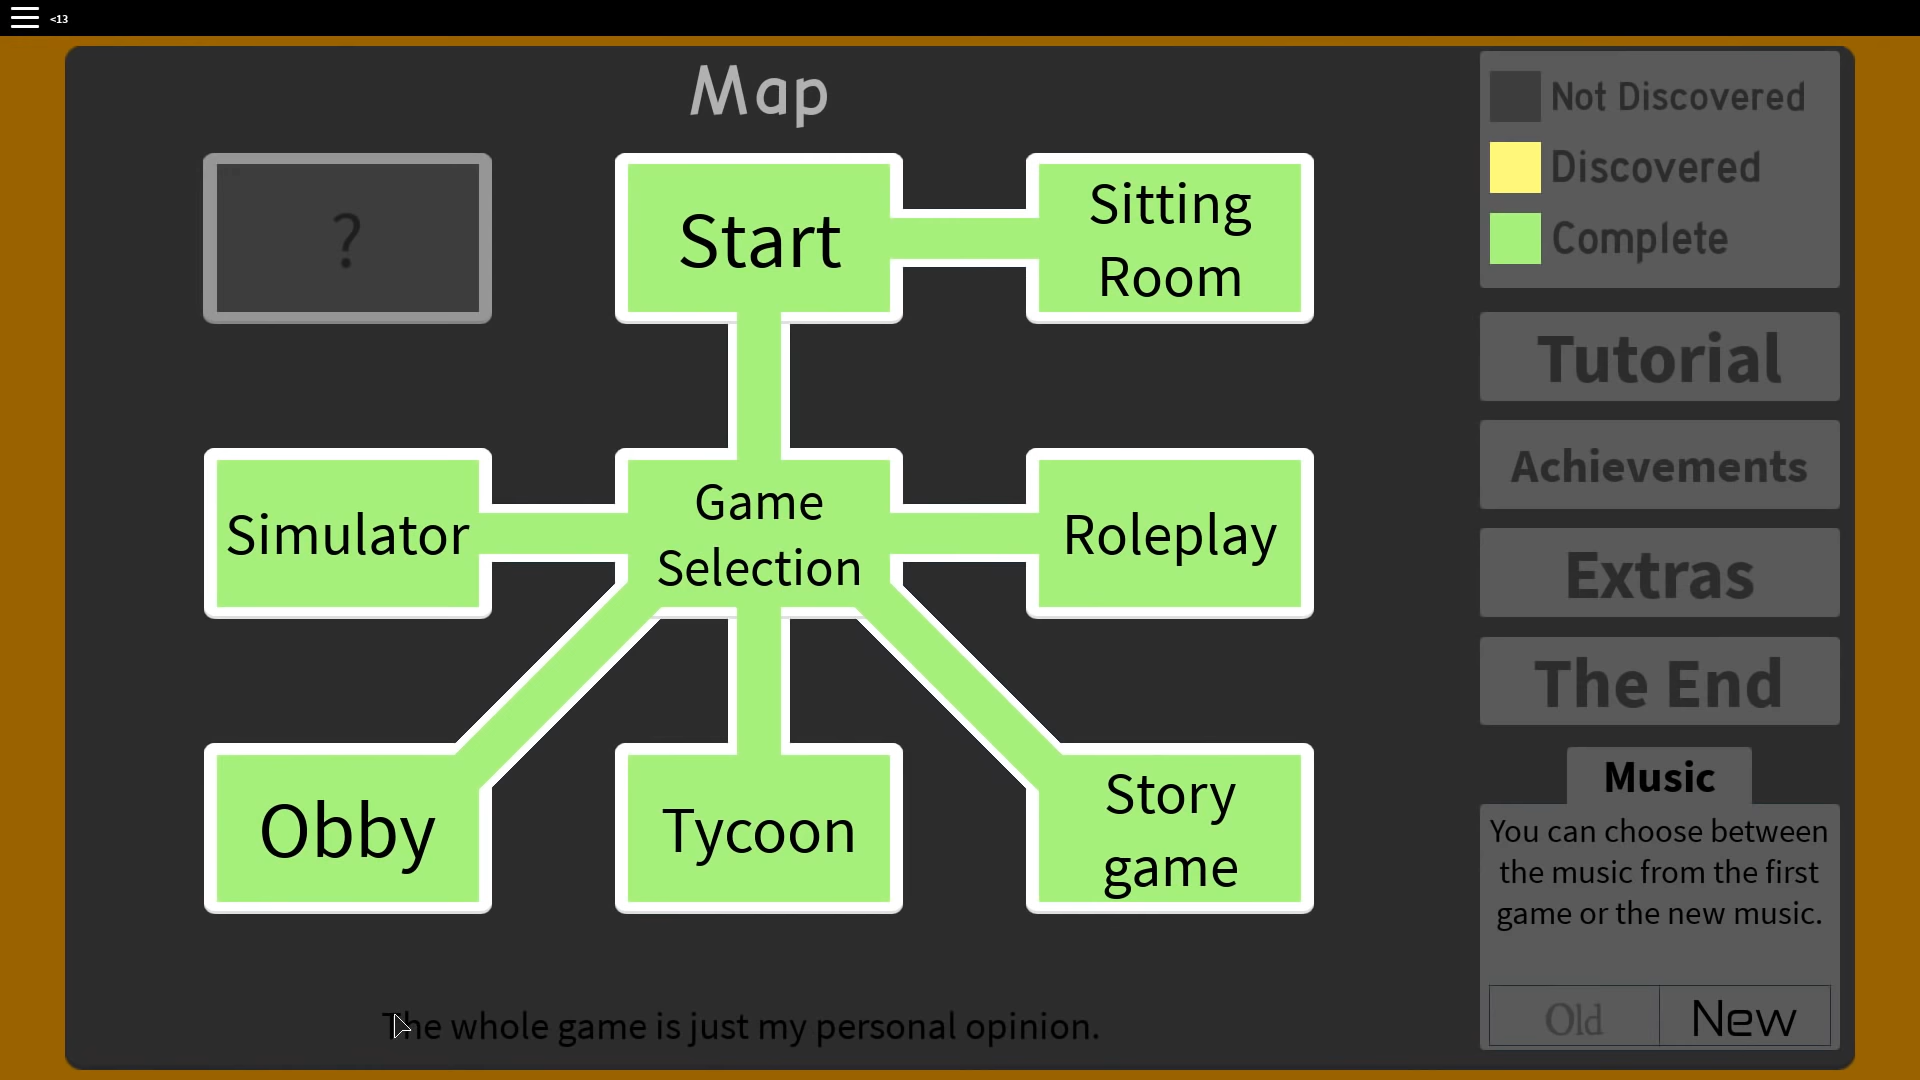 <13
Map
?
Start
Sitting
Room
Simulator
Game
Selection
Roleplay
Obby
Tycoon
Story
game
The whole game is just my personal opinion.
Not Discovered
Discovered
Complete
Tutorial
Achievements
Extras
The End
Music
You can choose between
the music from the first
game or the new music.
Old New